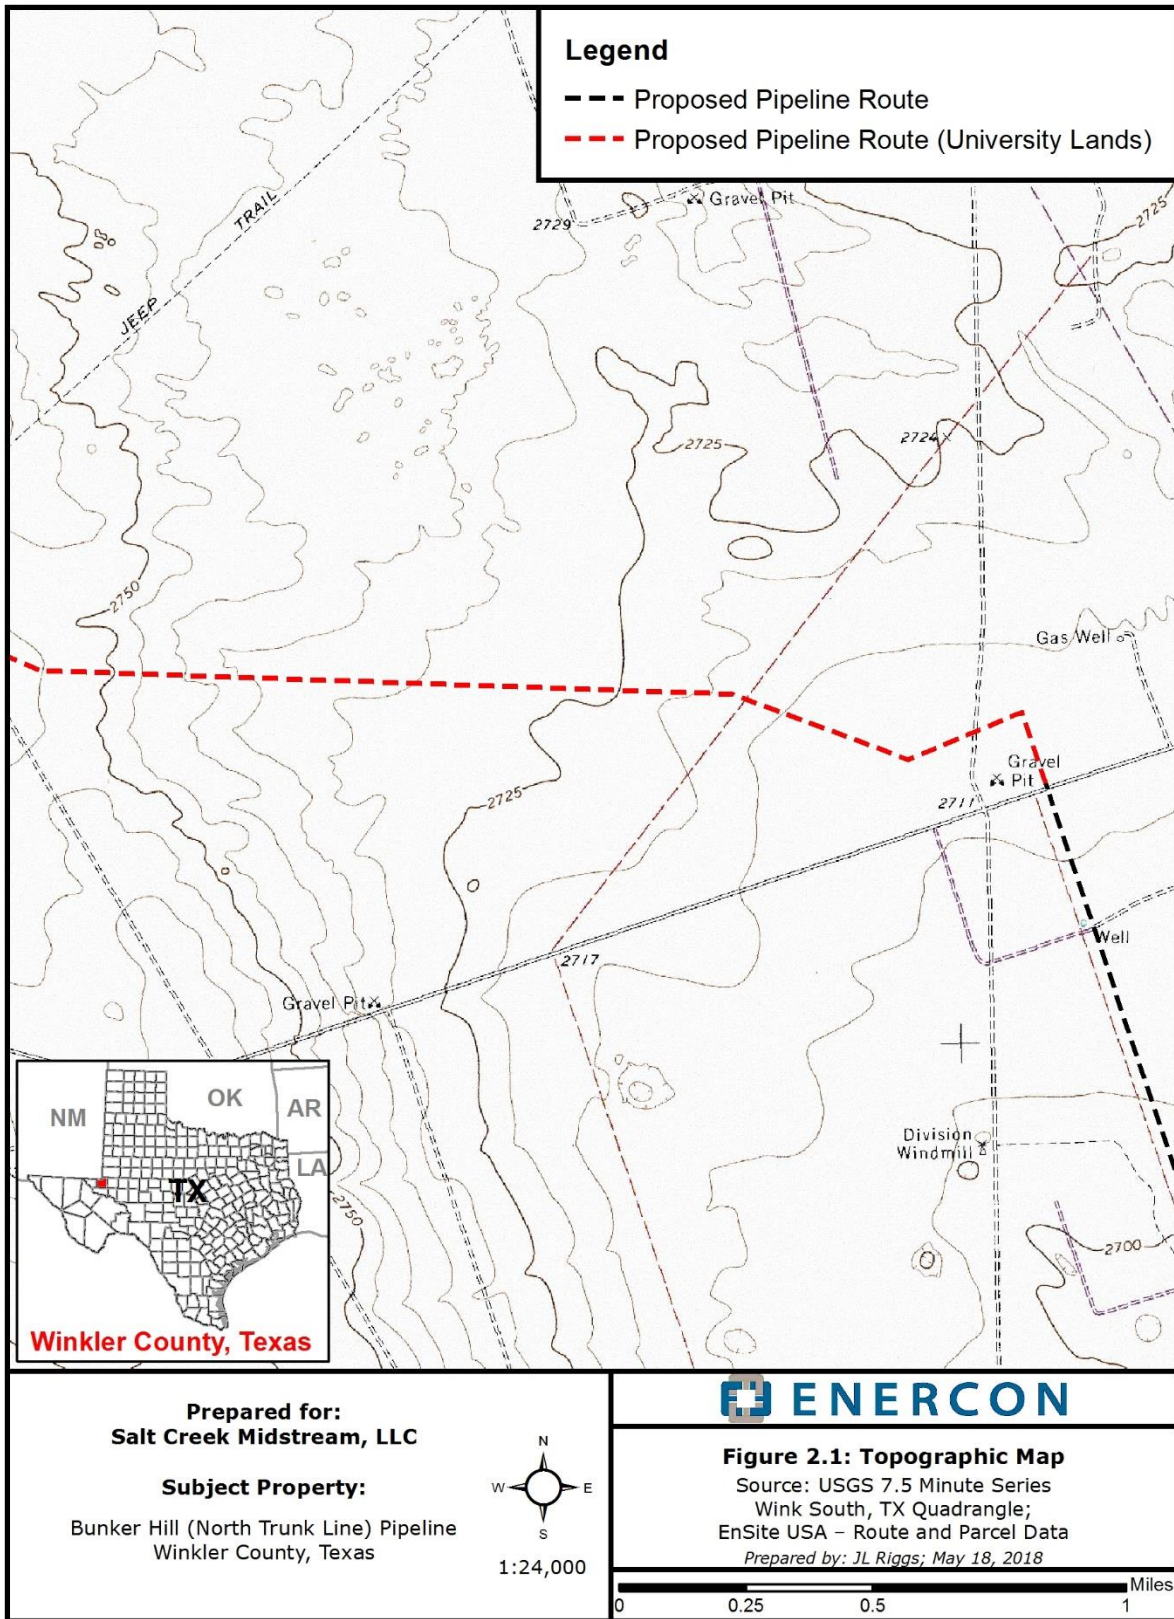 Legend
Proposed Pipeline Route
Proposed Pipeline Route (University Lands)
Gravel Pit
2729
2725
TRAIL
JEEP
2724
2725
2750
Gas Well
Gravel
Pit
2711
2725
Well
2717
Gravel Pit
Division
Windmill
2750
2700
NM
OK
AR
LA
TX
Winkler County, Texas
Prepared for:
Salt Creek Midstream, LLC
Subject Property:
Bunker Hill (North Trunk Line) Pipeline
Winkler County, Texas
N
W
E
S
1:24,000
ENERCON
Figure 2.1: Topographic Map
Source: USGS 7.5 Minute Series
Wink South, TX Quadrangle;
EnSite USA – Route and Parcel Data
Prepared by: JL Riggs; May 18, 2018
Miles
0 0.25 0.5 1